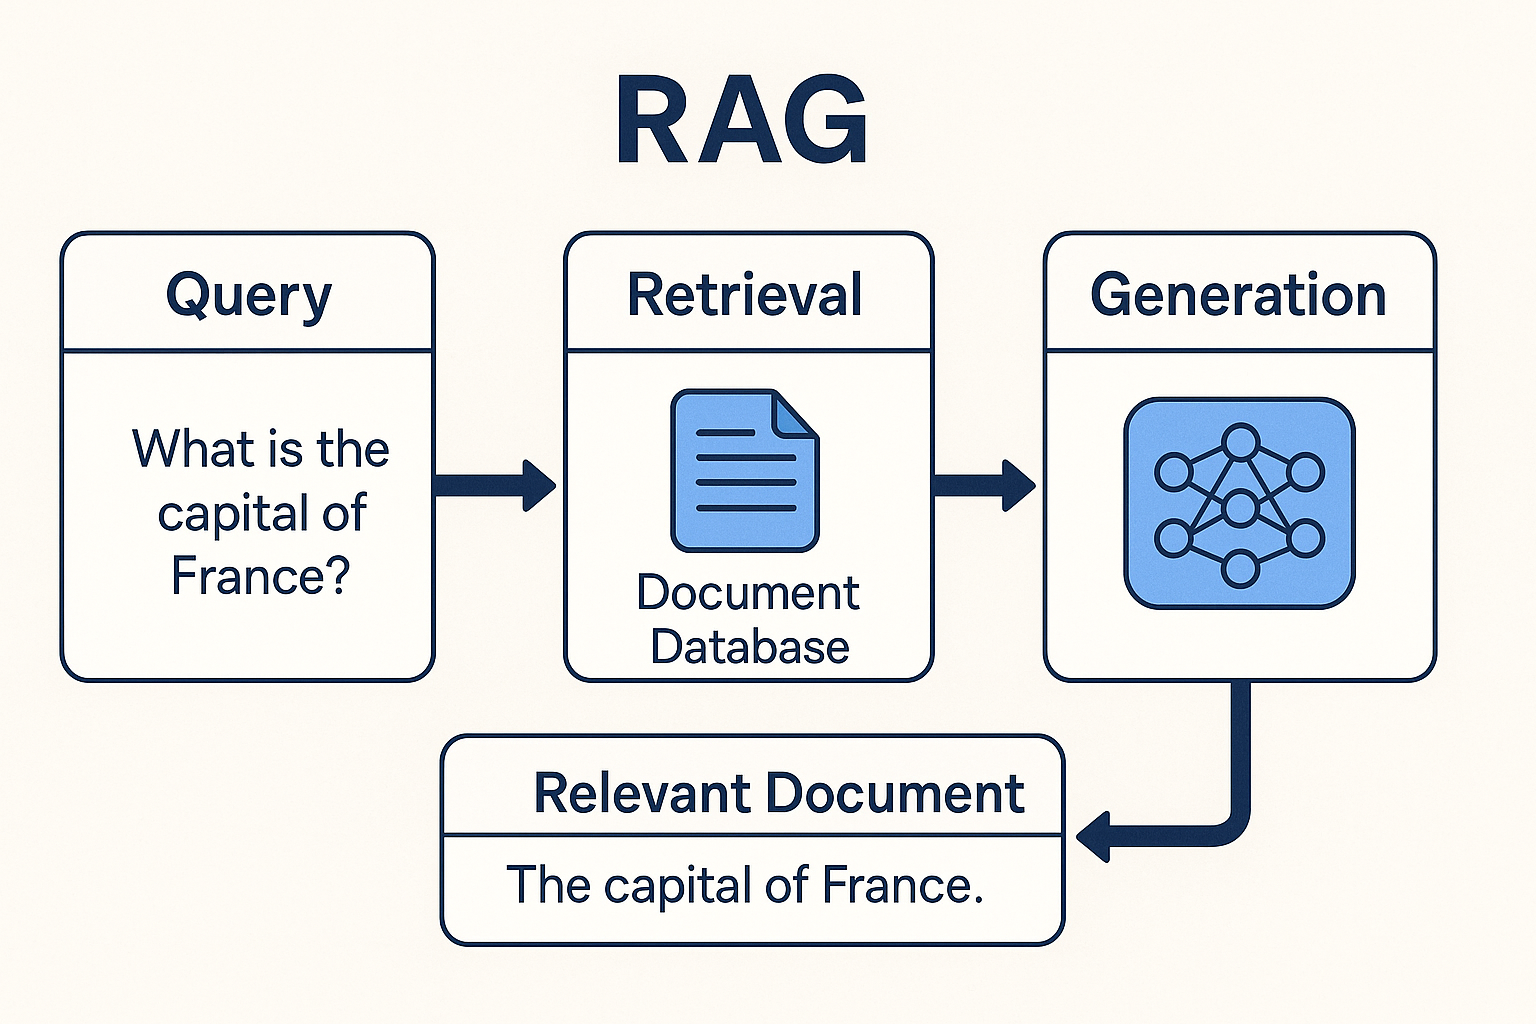 RAG
Query
What is the
capital of
France?
Retrieval
Document
Database
Generation
Relevant Document
The capital of France.